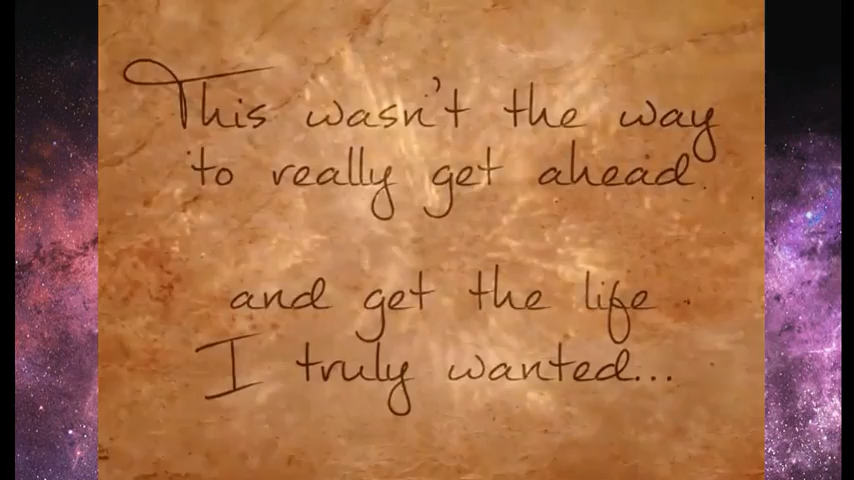 This wasn't the way
to really get ahead
and get the life
I truly wanted...